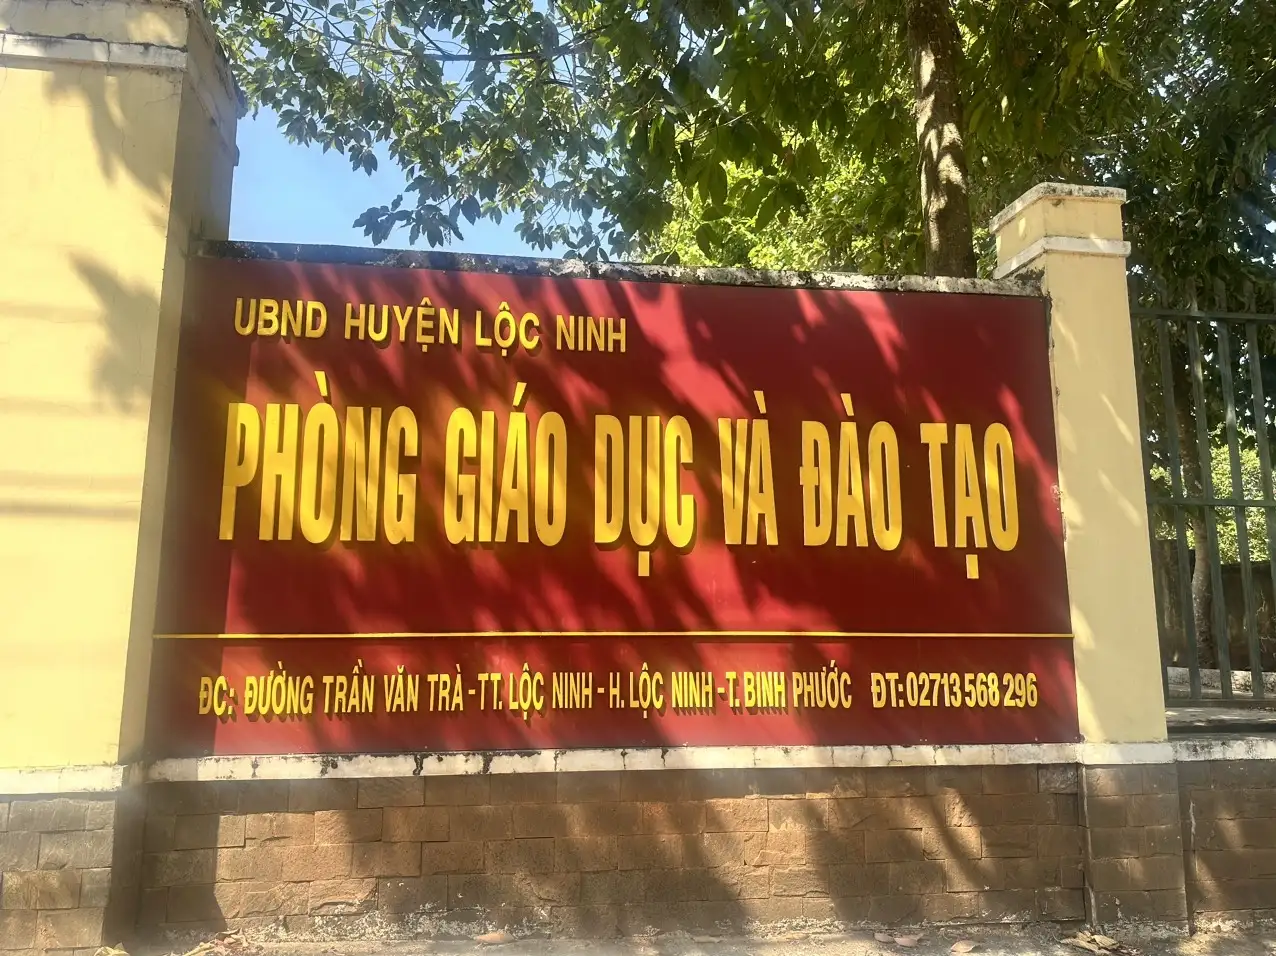 UBND HUYỆN LỘC NINH
PHÒNG GIÁO DỤC VÀ ĐÀO TẠO
ĐC: ĐƯỜNG TRẦN VĂN TRÀ - TT. LỘC NINH - H. LỘC NINH - T. BÌNH PHƯỚC ĐT: 02713 568 296